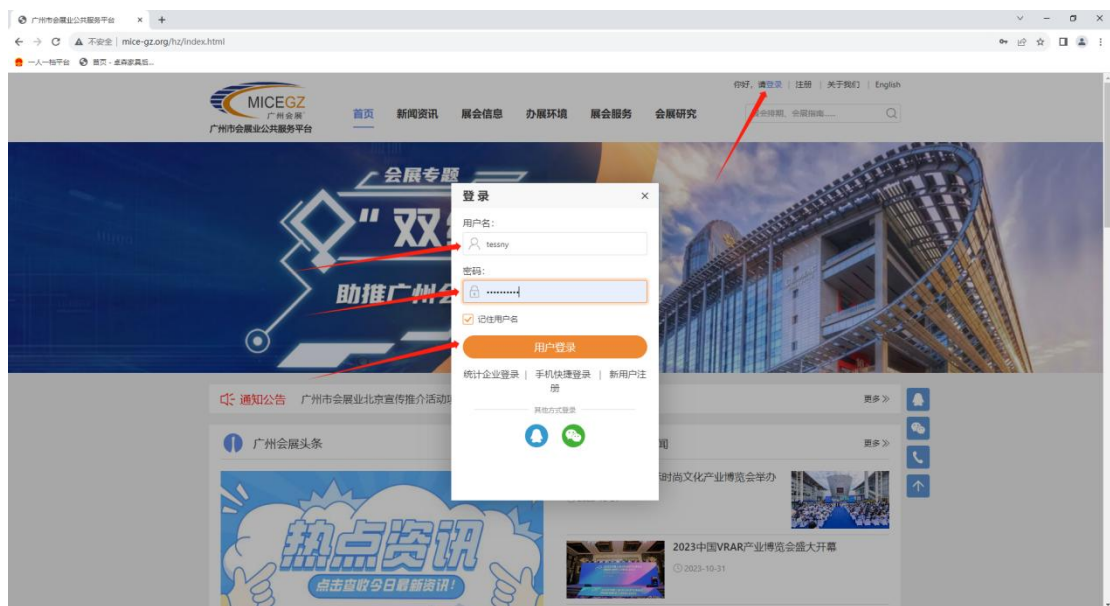 广州市会展业公共服务平台
不安全 | mice-gz.org/hz/index.html
一人一档平台 首页 - 卓森家具后...
你好, 请登录 | 注册 | 关于我们 | English
MICEGZ
广州会展
广州市会展业公共服务平台
首页 新闻资讯 展会信息 办展环境 展会服务 会展研究
会展专题
"双
助推广州会
登录
用户名:
tessny
密码:
记住用户名
用户登录
统计企业登录 | 手机快捷登录 | 新用户注
册
其他方式登录
通知公告 广州市会展业北京宣传推介活动 更多
广州会展头条
闻 更多
时尚文化产业博览会举办
热点资讯
点击查收今日最新资讯!
2023中国VRAR产业博览会盛大开幕
2023-10-31